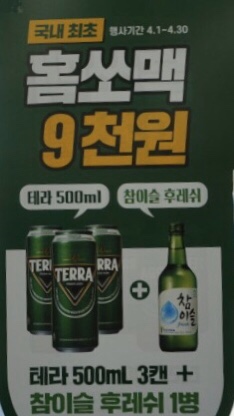 국내 최초 행사기간 4.1-4.30
홈쏘맥
9천원
테라 500ml 참이슬 후레쉬
TERRA TERRA
+
참이슬
테라 500mL 3캔 +
참이슬 후레쉬 1병